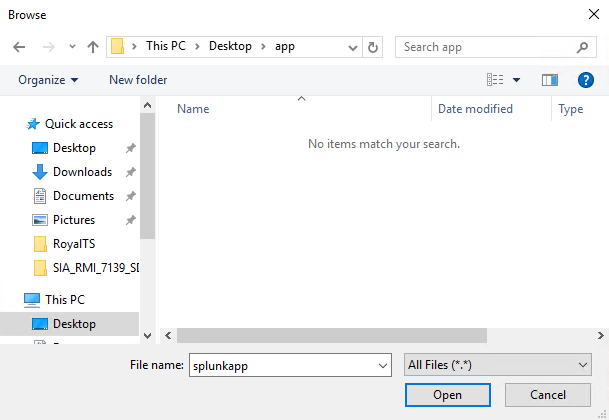 Browse
This PC > Desktop > app
Search app
Organize
New folder
Name
Date modified
Type
No items match your search.
Quick access
Desktop
Downloads
Documents
Pictures
RoyalTS
SIA_RMI_7139_SD
This PC
Desktop
File name:
splunkapp
All Files (*.*)
Open
Cancel